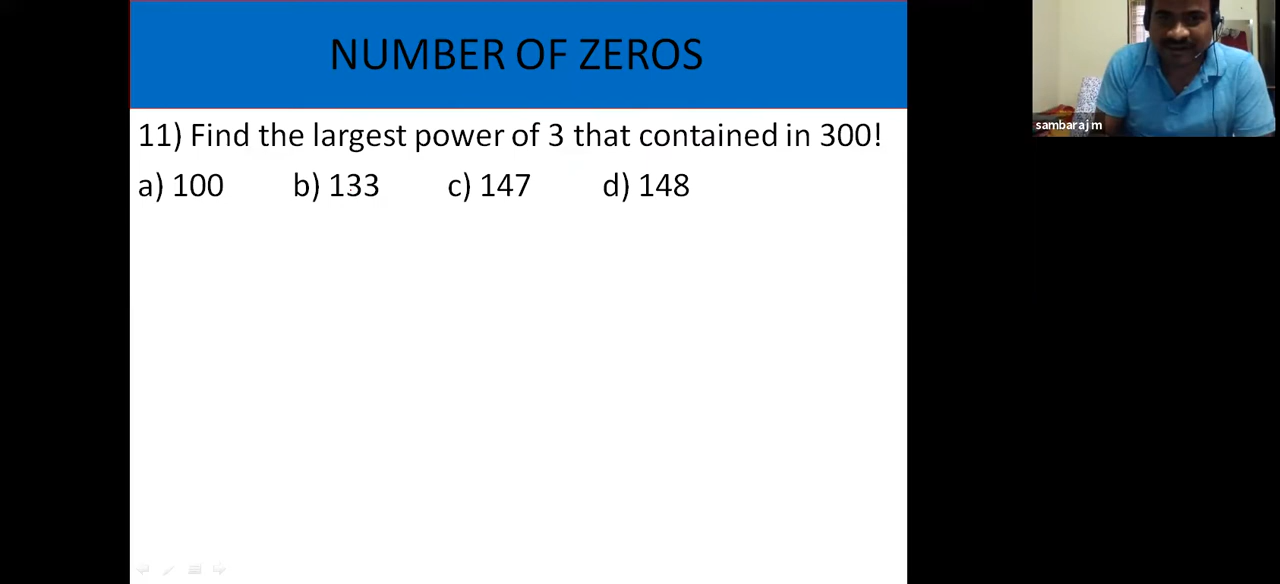 NUMBER OF ZEROS
11) Find the largest power of 3 that contained in 300!
a) 100 b) 133 c) 147 d) 148
sambaraj m